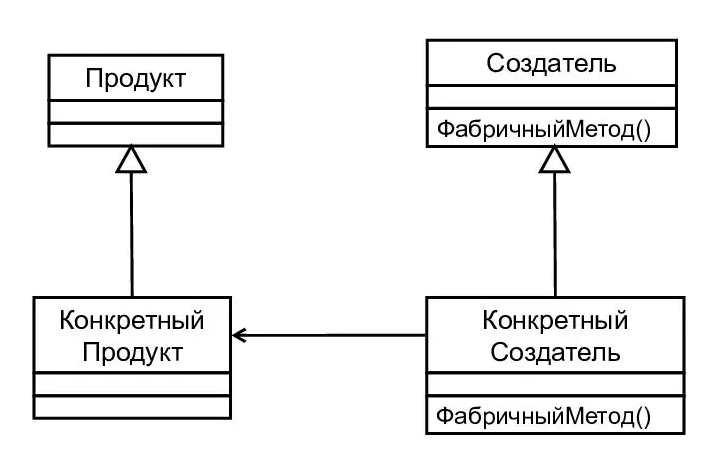 Продукт
Создатель
ФабричныйМетод()
Конкретный
Продукт
Конкретный
Создатель
ФабричныйМетод()